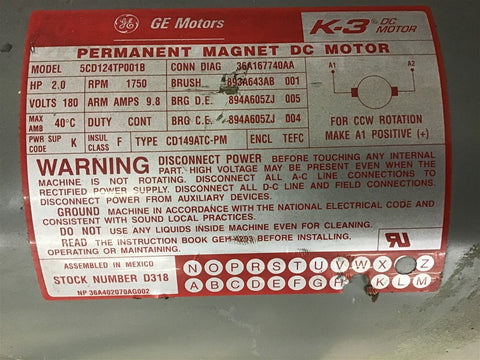 GE GE Motors K-3 TM DC MOTOR
PERMANENT MAGNET DC MOTOR
MODEL 5CD124TP001B CONN DIAG 36A167740AA
HP 2.0 RPM 1750 BRUSH 893A643AB 001
VOLTS 180 ARM AMPS 9.8 BRG O.E. 894A605ZJ 005
MAX AMB 40°C DUTY CONT BRG C.E. 894A605ZJ 004
PWR SUP K INSUL CLASS F TYPE CD149ATC-PM ENCL TEFC
A1 A2
FOR CCW ROTATION
MAKE A1 POSITIVE (+)
WARNING DISCONNECT POWER BEFORE TOUCHING ANY INTERNAL
PART. HIGH VOLTAGE MAY BE PRESENT EVEN WHEN THE
MACHINE IS NOT ROTATING. DISCONNECT ALL A-C LINE CONNECTIONS TO
RECTIFIED POWER SUPPLY. DISCONNECT ALL D-C LINE AND FIELD CONNECTIONS.
DISCONNECT POWER FROM AUXILIARY DEVICES.
GROUND MACHINE IN ACCORDANCE WITH THE NATIONAL ELECTRICAL CODE AND
CONSISTENT WITH SOUND LOCAL PRACTICES.
DO NOT USE ANY LIQUIDS INSIDE MACHINE EVEN FOR CLEANING.
READ THE INSTRUCTION BOOK BEFORE INSTALLING,
OPERATING OR MAINTAINING.
ASSEMBLED IN MEXICO
STOCK NUMBER D318
NP 36A402070AG002
N O P R S T U V W X Z
A B C D E F G H J K L M